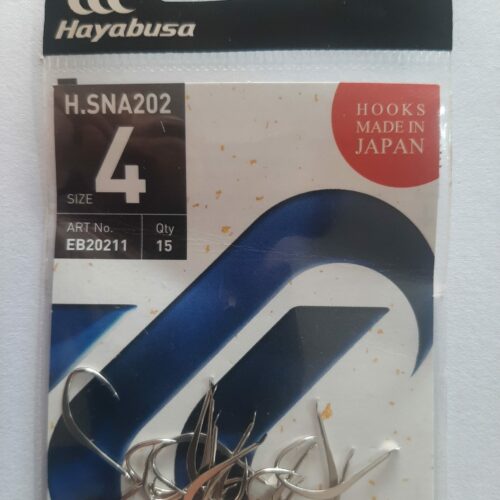 Hayabusa
H.SNA202
SIZE 4
ART No.
EB20211
Qty
15
HOOKS
MADE IN
JAPAN